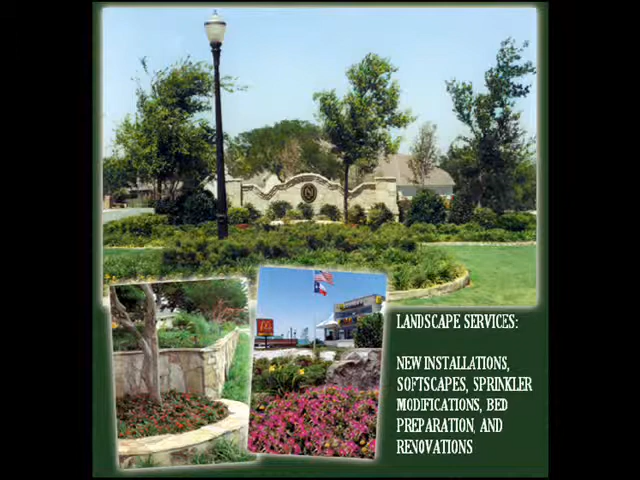 LANDSCAPE SERVICES:
NEW INSTALLATIONS,
SOFTSCAPES, SPRINKLER
MODIFICATIONS, BED
PREPARATION, AND
RENOVATIONS